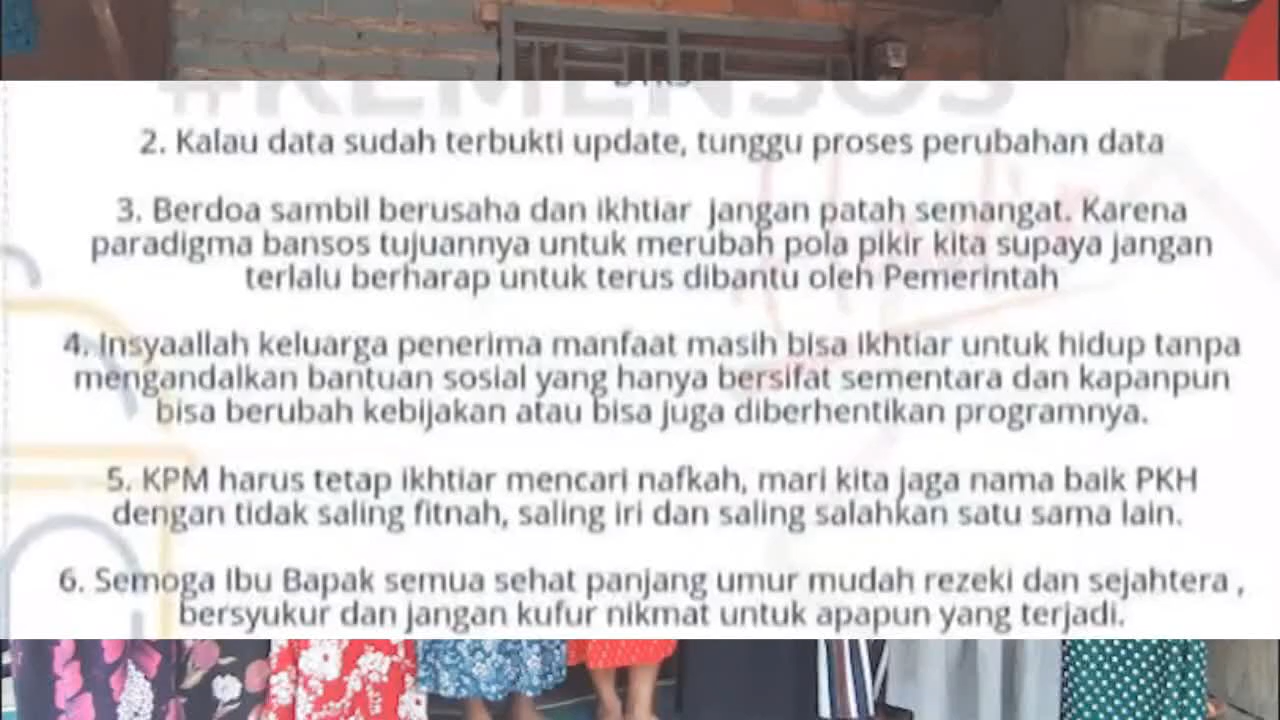 #KEMENSOS
2. Kalau data sudah terbukti update, tunggu proses perubahan data
3. Berdoa sambil berusaha dan ikhtiar jangan patah semangat. Karena
paradigma bansos tujuannya untuk merubah pola pikir kita supaya jangan
terlalu berharap untuk terus dibantu oleh Pemerintah
4. Insyaallah keluarga penerima manfaat masih bisa ikhtiar untuk hidup tanpa
mengandalkan bantuan sosial yang hanya bersifat sementara dan kapanpun
bisa berubah kebijakan atau bisa juga diberhentikan programnya.
5. KPM harus tetap ikhtiar mencari nafkah, mari kita jaga nama baik PKH
dengan tidak saling fitnah, saling iri dan saling salahkan satu sama lain.
6. Semoga Ibu Bapak semua sehat panjang umur mudah rezeki dan sejahtera ,
bersyukur dan jangan kufur nikmat untuk apapun yang terjadi.